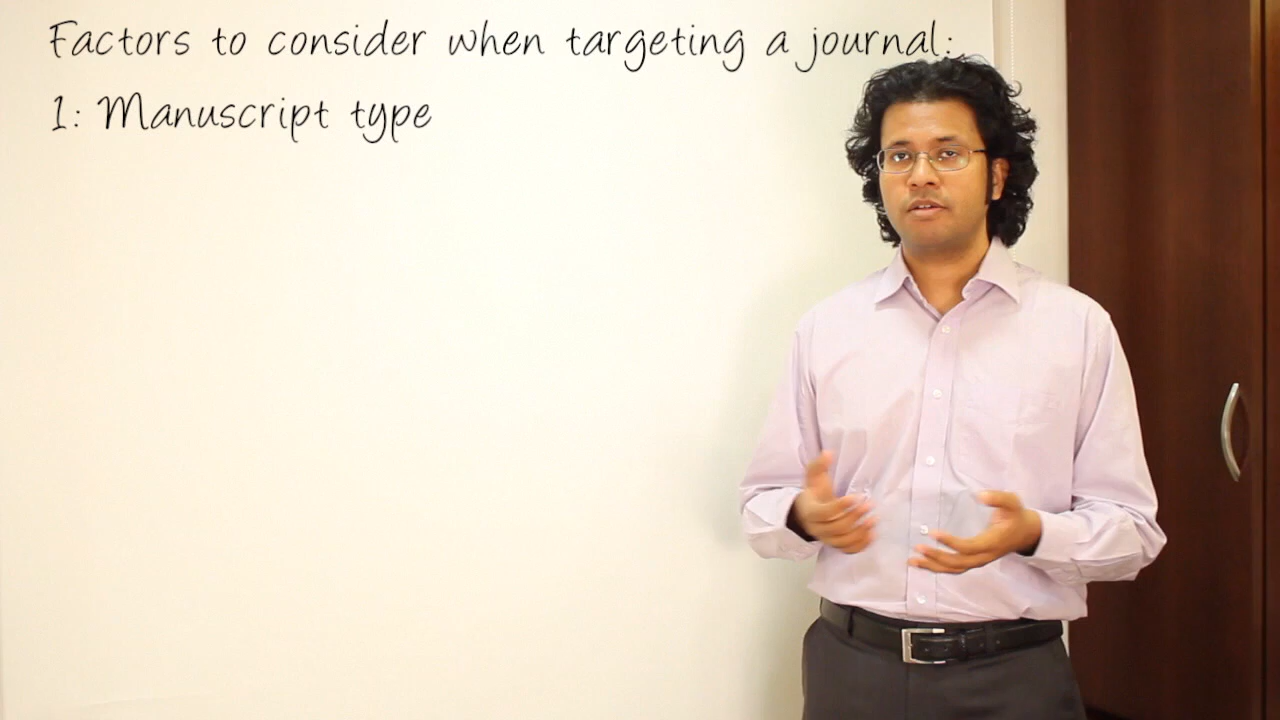 Factors to consider when targeting a journal:
1: Manuscript type